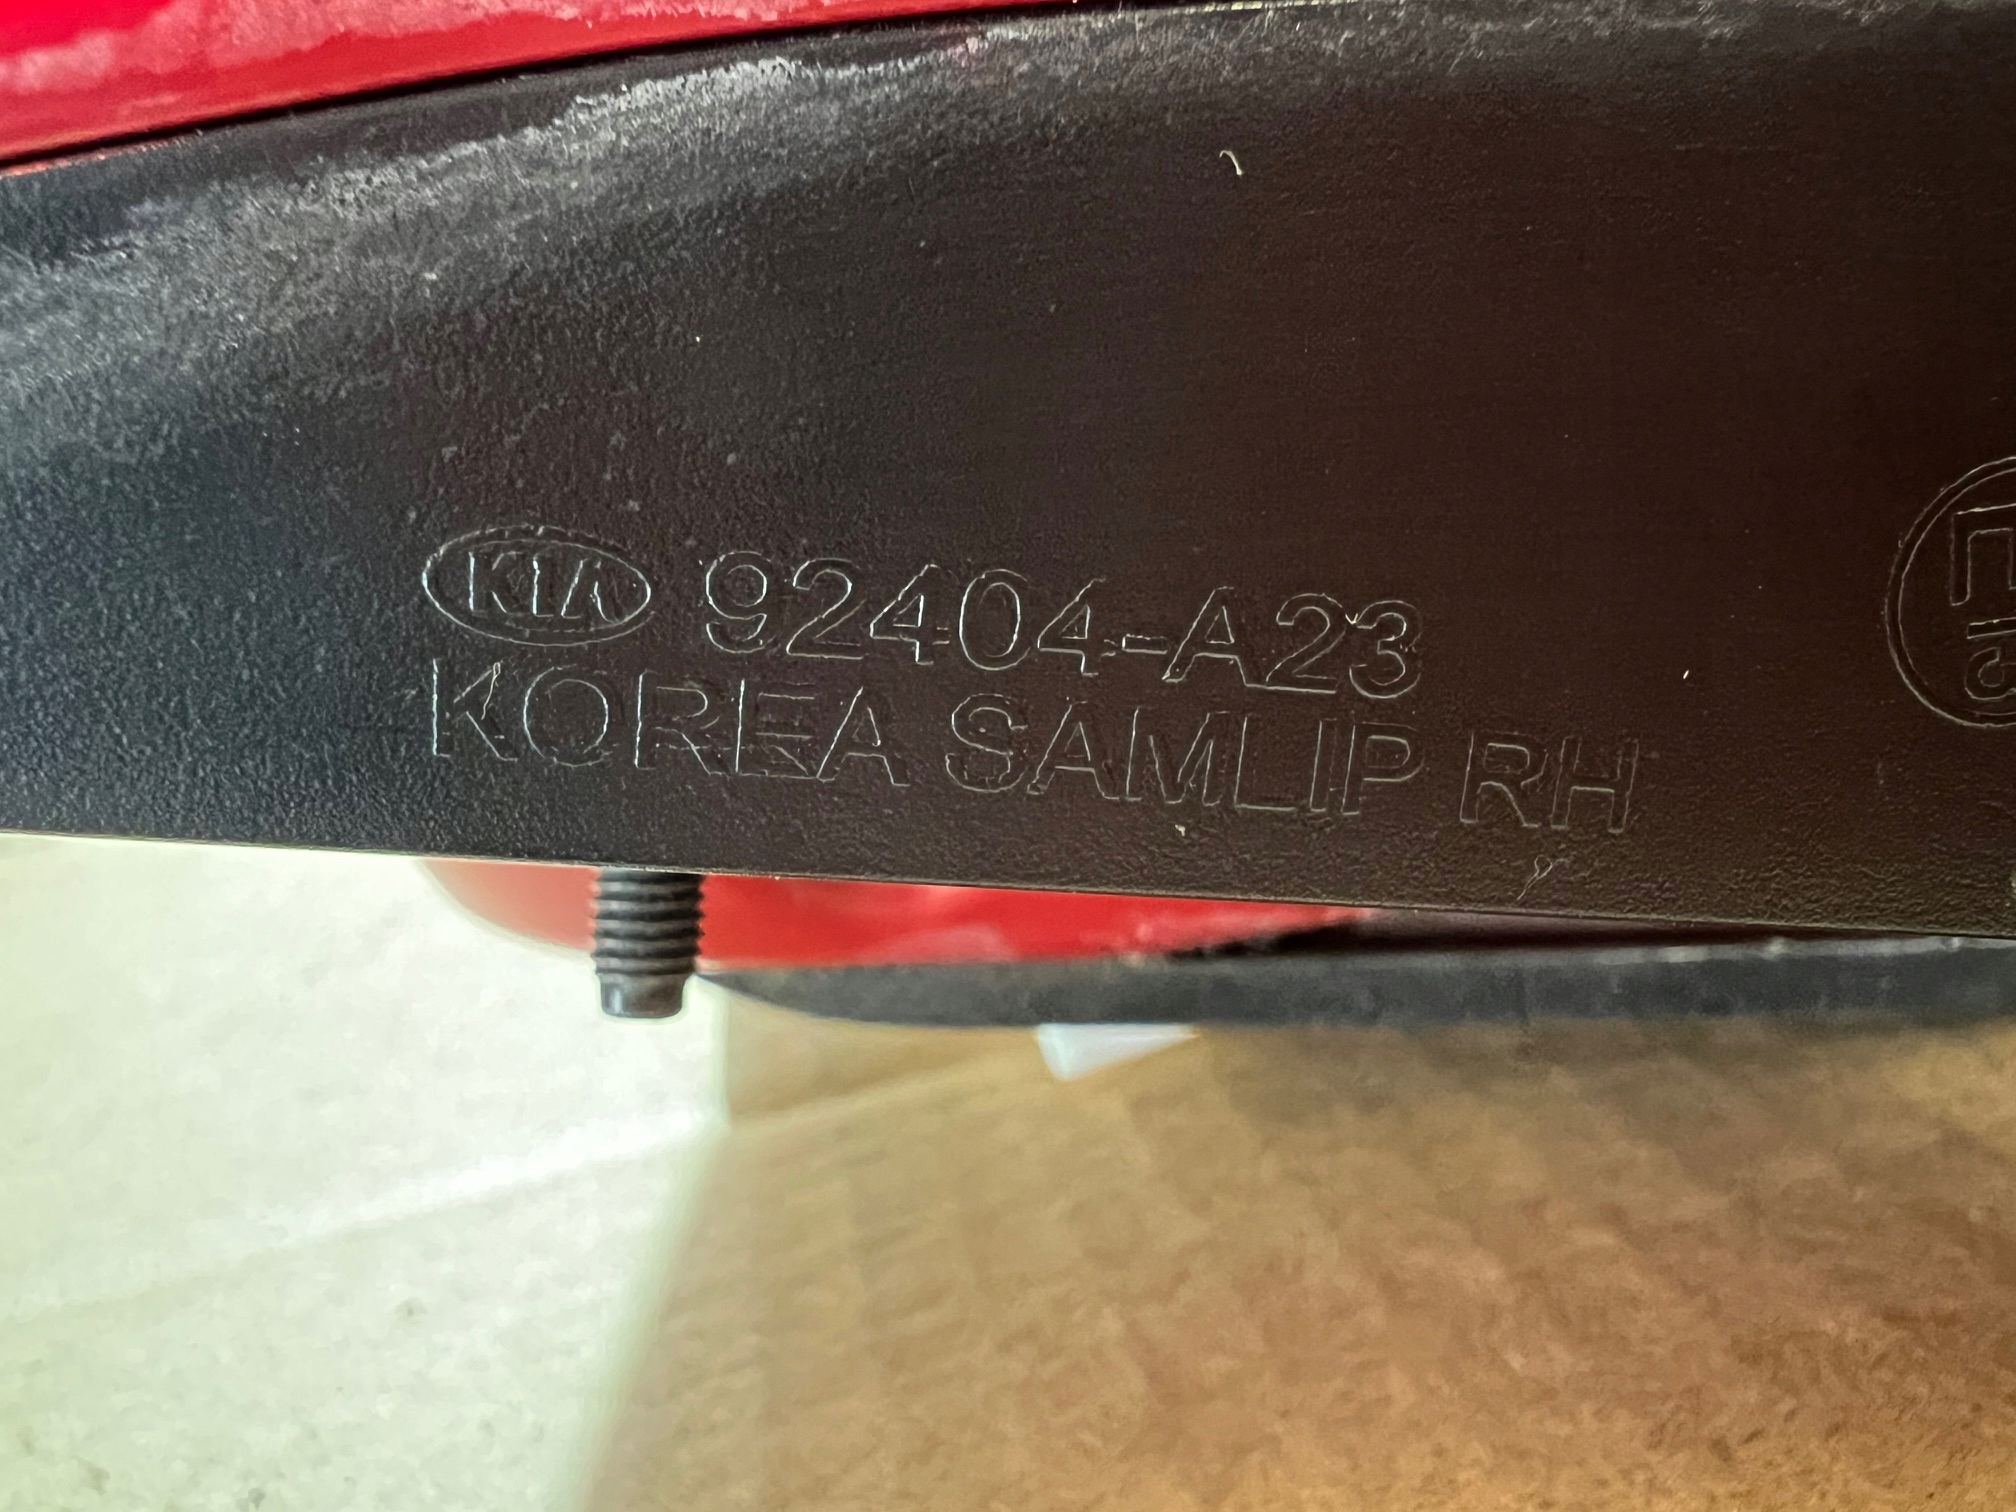 KIA 92404-A23
KOREA SAMLIP RH